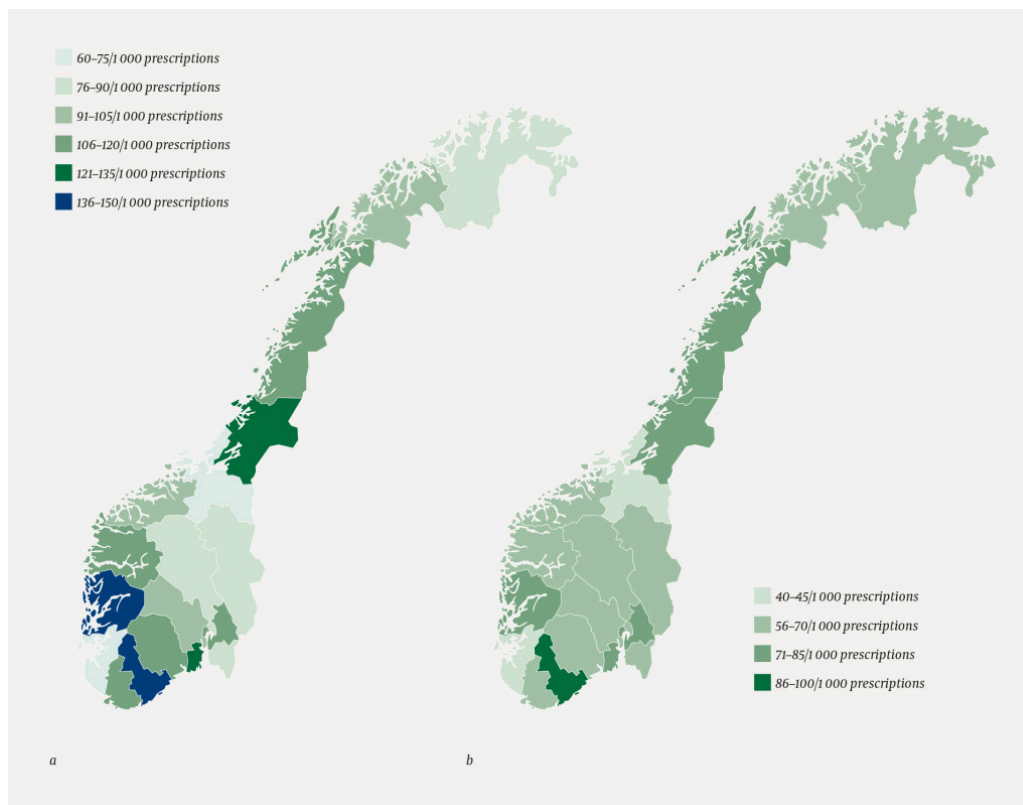 60–75/1 000 prescriptions
76–90/1 000 prescriptions
91–105/1 000 prescriptions
106–120/1 000 prescriptions
121–135/1 000 prescriptions
136–150/1 000 prescriptions
40–45/1 000 prescriptions
56–70/1 000 prescriptions
71–85/1 000 prescriptions
86–100/1 000 prescriptions
a
b